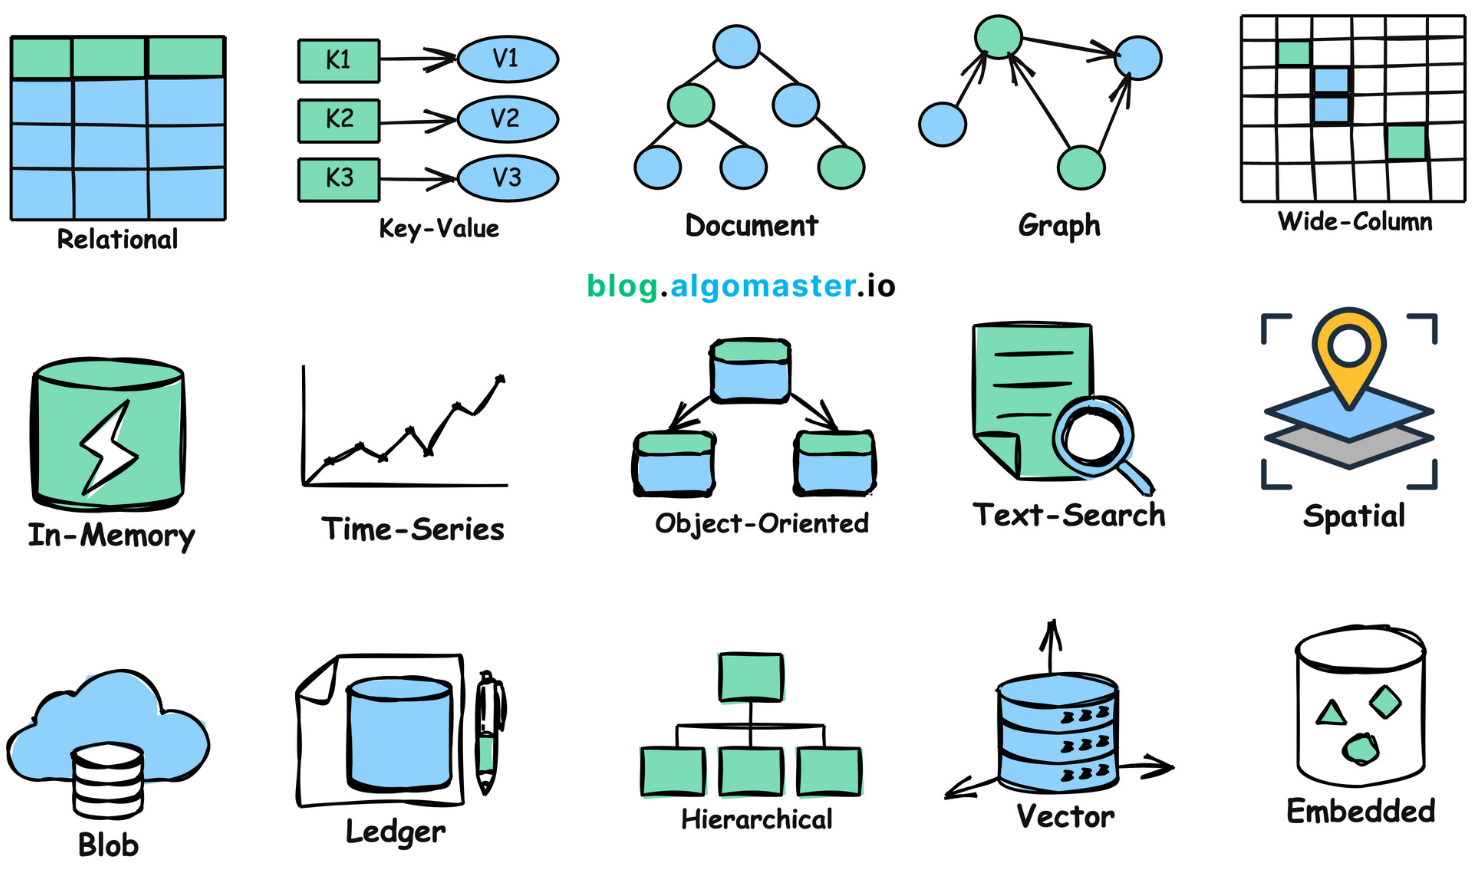 K1
V1
K2
V2
K3
V3
Relational
Key-Value
Document
Graph
Wide-Column
blog.algomaster.io
In-Memory
Time-Series
Object-Oriented
Text-Search
Spatial
Blob
Ledger
Hierarchical
Vector
Embedded